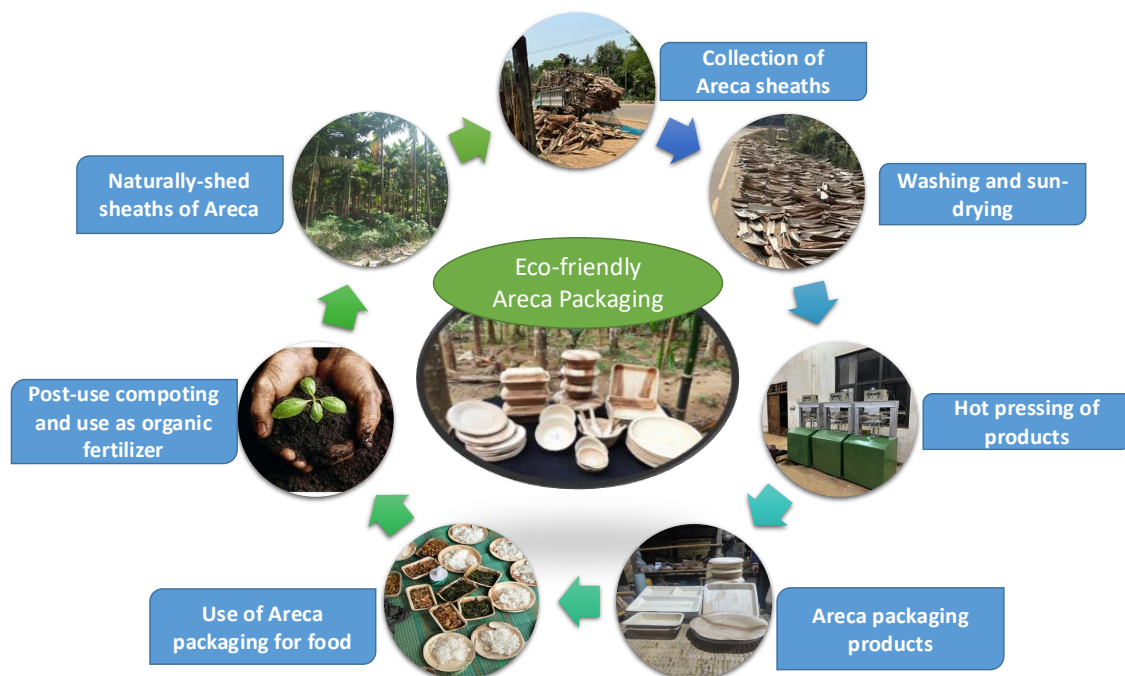 Collection of
Areca sheaths
Naturally-shed
sheaths of Areca
Washing and sun-
drying
Eco-friendly
Areca Packaging
Post-use compoting
and use as organic
fertilizer
Hot pressing of
products
Use of Areca
packaging for food
Areca packaging
products